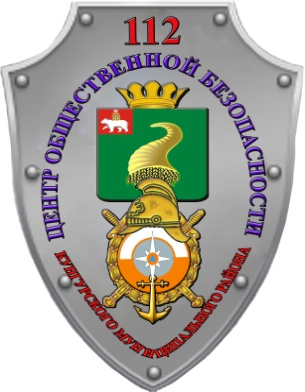 112
ЦЕНТР ОБЩЕСТВЕННОЙ БЕЗОПАСНОСТИ
КУНГУРСКОГО МУНИЦИПАЛЬНОГО РАЙОНА